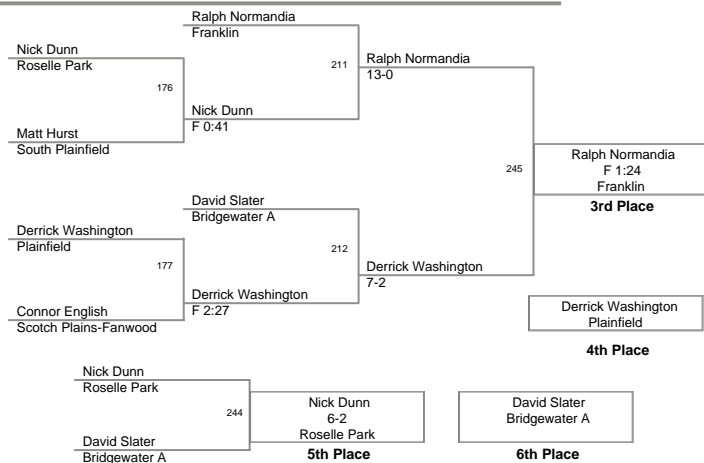 Ralph Normandia
Franklin
Nick Dunn
Roselle Park
211
Ralph Normandia
13-0
176
Nick Dunn
F 0:41
Matt Hurst
South Plainfield
245
Ralph Normandia
F 1:24
Franklin
3rd Place
David Slater
Bridgewater A
Derrick Washington
Plainfield
212
Derrick Washington
7-2
177
Derrick Washington
F 2:27
Connor English
Scotch Plains-Fanwood
Derrick Washington
Plainfield
4th Place
Nick Dunn
Roselle Park
244
Nick Dunn
6-2
Roselle Park
5th Place
David Slater
Bridgewater A
David Slater
Bridgewater A
6th Place